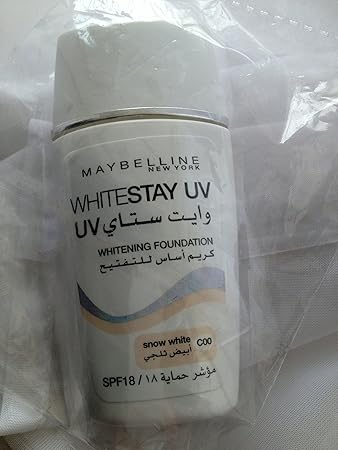 MAYBELLINE
NEW YORK
WHITESTAY UV
وايت ستاي UV
WHITENING FOUNDATION
كريم أساس للتفتيح
snow white C00
أبيض ثلجي
SPF18 / مؤشر حماية ١٨